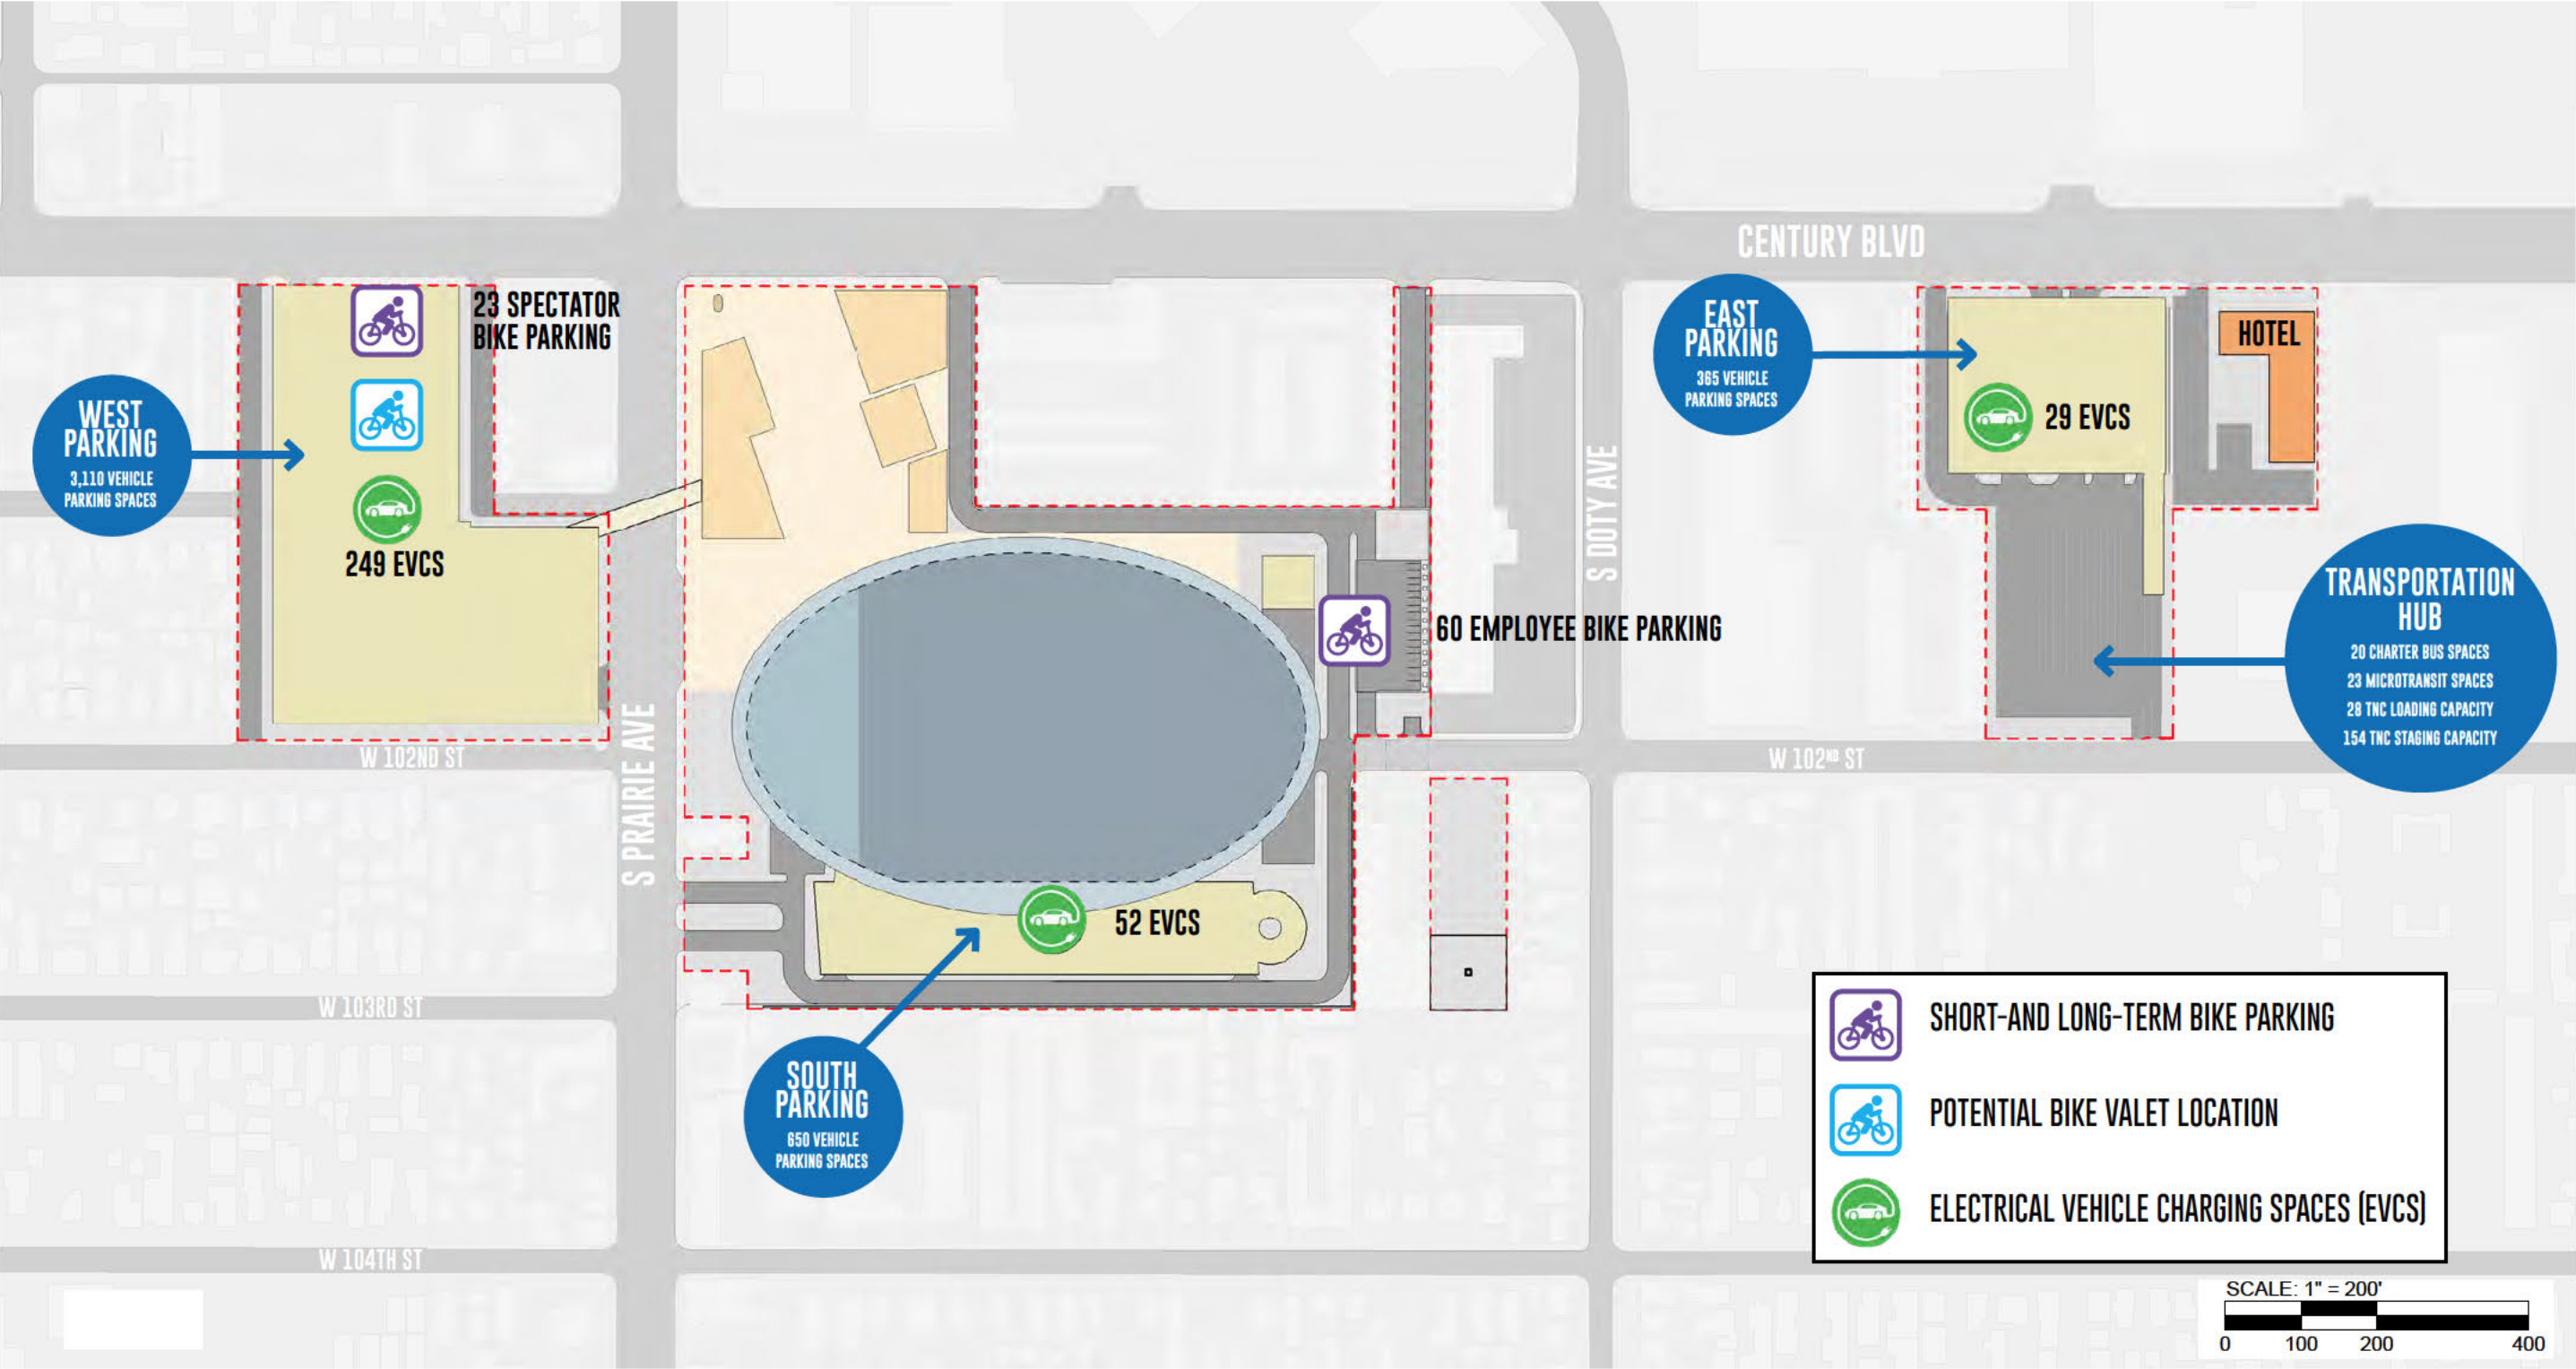 CENTURY BLVD
23 SPECTATOR
BIKE PARKING
WEST
PARKING
3,110 VEHICLE
PARKING SPACES
249 EVCS
EAST
PARKING
365 VEHICLE
PARKING SPACES
29 EVCS
HOTEL
S DOTY AVE
60 EMPLOYEE BIKE PARKING
TRANSPORTATION
HUB
20 CHARTER BUS SPACES
23 MICROTRANSIT SPACES
28 TNC LOADING CAPACITY
154 TNC STAGING CAPACITY
W 102ND ST
S PRAIRIE AVE
W 102ND ST
52 EVCS
W 103RD ST
SOUTH
PARKING
650 VEHICLE
PARKING SPACES
W 104TH ST
SHORT-AND LONG-TERM BIKE PARKING
POTENTIAL BIKE VALET LOCATION
ELECTRICAL VEHICLE CHARGING SPACES (EVCS)
SCALE: 1" = 200'
0 100 200 400